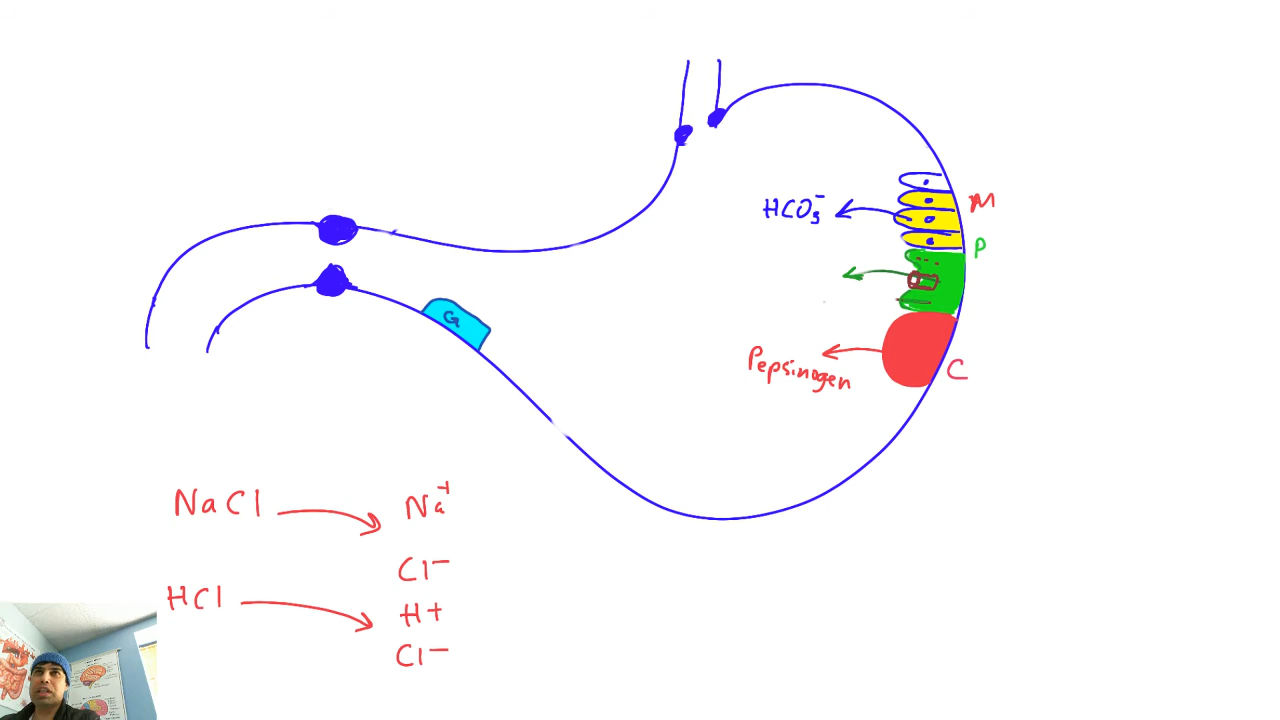 HCO₃⁻
M
P
G
Pepsinogen
C
NaCl → Na⁺
Cl⁻
HCl → H+
Cl⁻